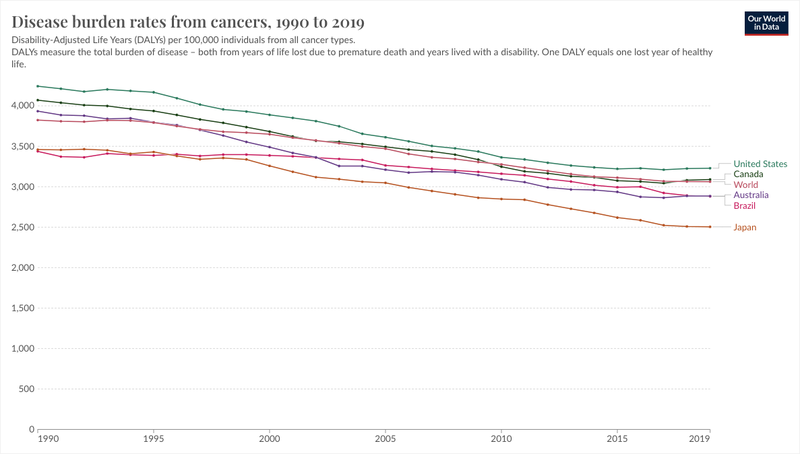 Disease burden rates from cancers, 1990 to 2019
Our World
in Data
Disability-Adjusted Life Years (DALYs) per 100,000 individuals from all cancer types.
DALYs measure the total burden of disease – both from years of life lost due to premature death and years lived with a disability. One DALY equals one lost year of healthy
life.
4,000
3,500
3,000
2,500
2,000
1,500
1,000
500
0
United States
Canada
World
Australia
Brazil
Japan
1990
1995
2000
2005
2010
2015
2019